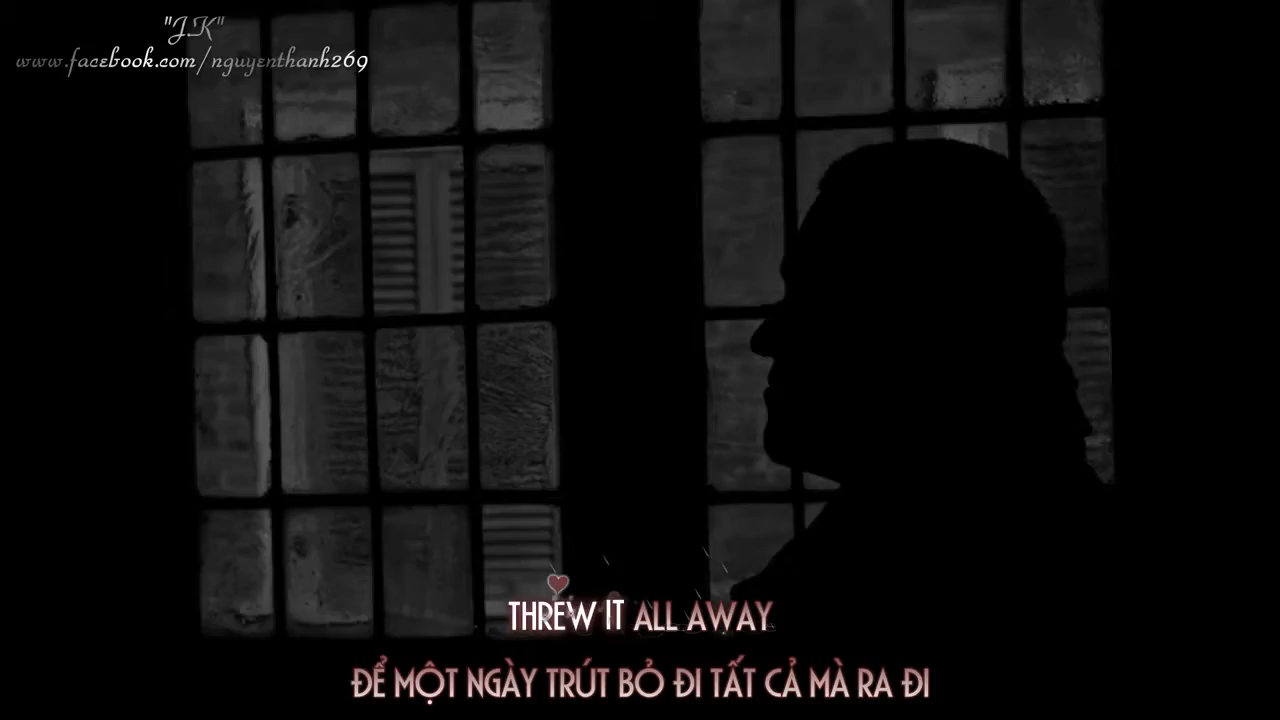 "J.K"
www.facebook.com/nguyenthanh269
THREW IT ALL AWAY
ĐỂ MỘT NGÀY TRÚT BỎ ĐI TẤT CẢ MÀ RA ĐI